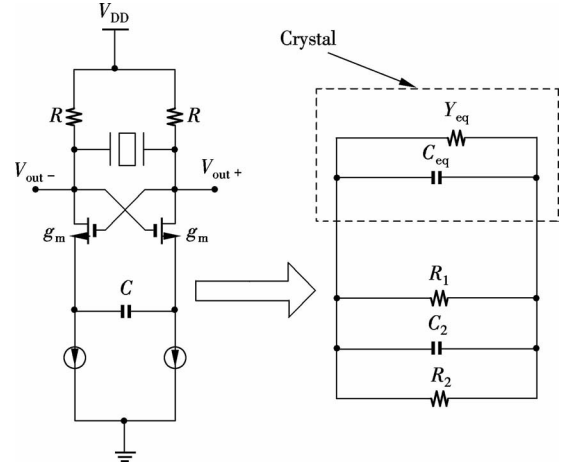 V_DD
Crystal
R
R
Y_eq
C_eq
V_out−
V_out+
g_m
g_m
C
R_1
C_2
R_2